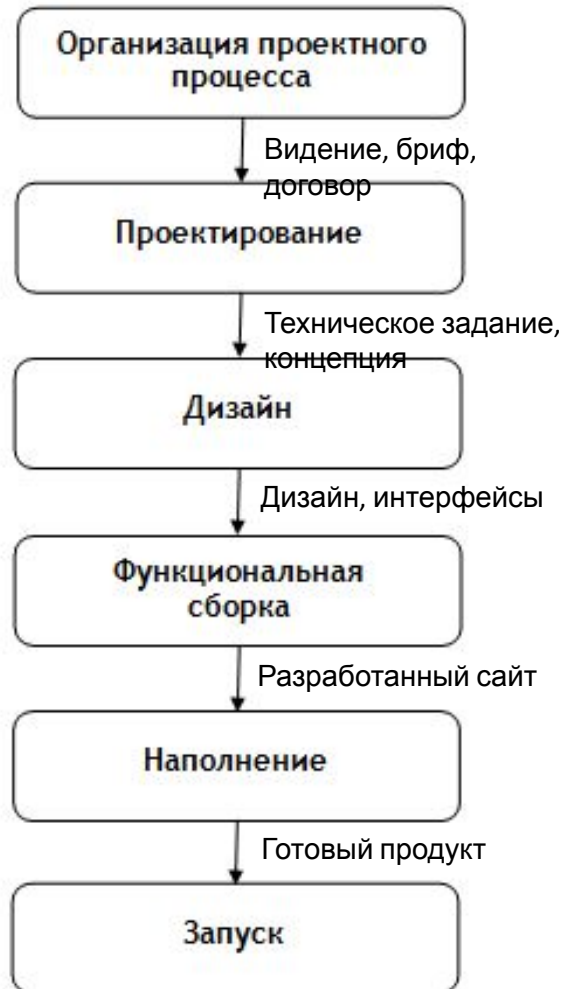 Организация проектного
процесса
Видение, бриф,
договор
Проектирование
Техническое задание,
концепция
Дизайн
Дизайн, интерфейсы
Функциональная
сборка
Разработанный сайт
Наполнение
Готовый продукт
Запуск